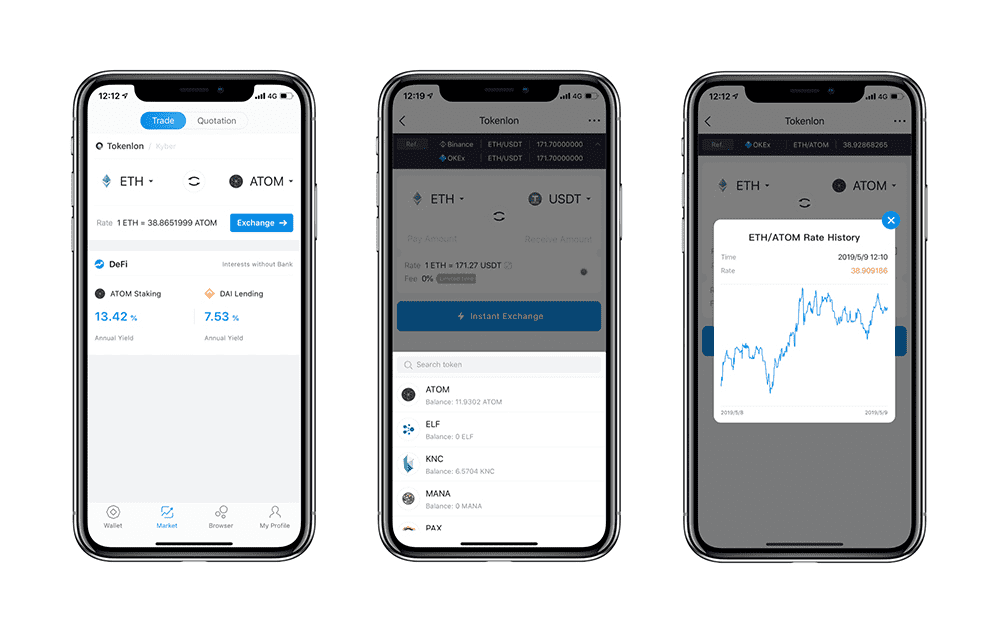 12:12
4G
Trade
Quotation
Tokenlon / Kyber
ETH
ATOM
Rate 1 ETH = 38.8651999 ATOM
Exchange →
DeFi
Interests without Bank
ATOM Staking
DAI Lending
13.42 %
7.53 %
Annual Yield
Annual Yield
Wallet
Market
Browser
My Profile
12:19
4G
Tokenlon
Ref.
Binance ETH/USDT 171.70000000
OKEx ETH/USDT 171.70000000
ETH
USDT
Pay Amount
Receive Amount
Rate 1 ETH = 171.27 USDT
Fee 0%
Instant Exchange
Search token
ATOM
Balance: 11.9302 ATOM
ELF
Balance: 0 ELF
KNC
Balance: 6.5704 KNC
MANA
Balance: 0 MANA
PAX
12:12
4G
Tokenlon
Ref.
OKEx ETH/ATOM 38.92868265
ETH
ATOM
ETH/ATOM Rate History
Time 2019/5/9 12:10
Rate 38.909186
2019/5/8
2019/5/9